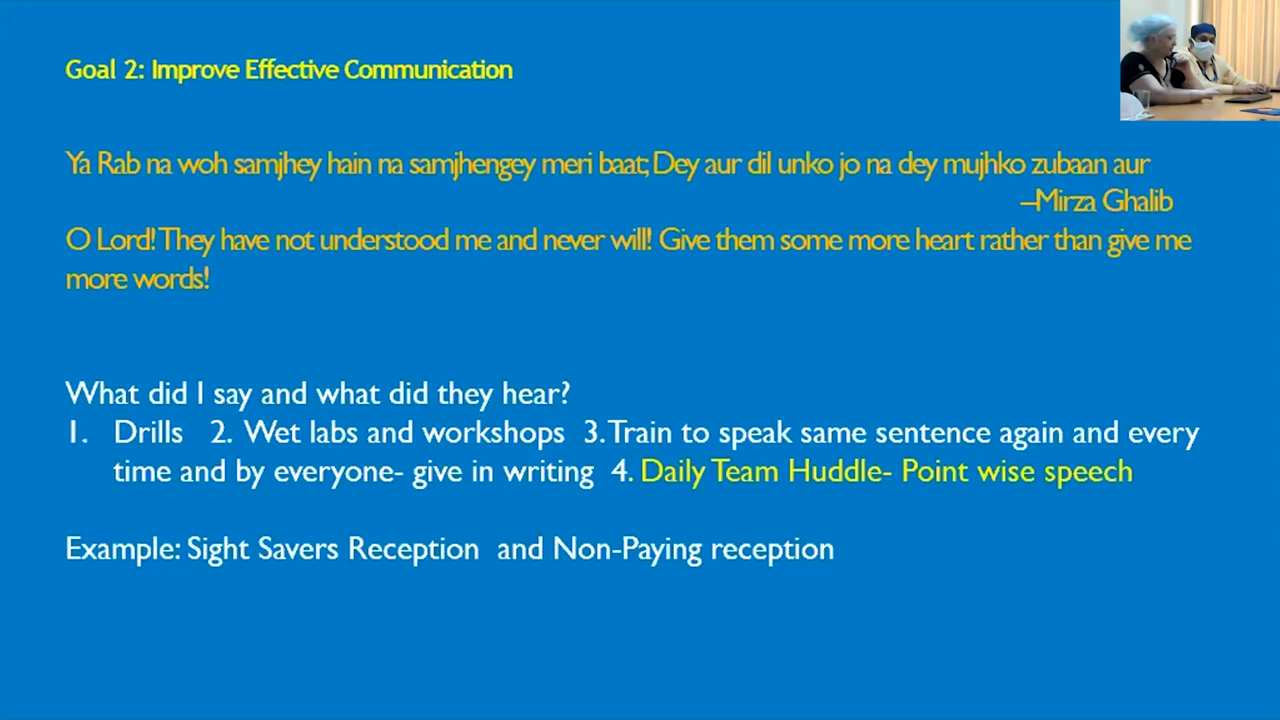 Goal 2: Improve Effective Communication
Ya Rab na woh samjhey hain na samjhengey meri baat; Dey aur dil unko jo na dey mujhko zubaan aur
–Mirza Ghalib
O Lord! They have not understood me and never will! Give them some more heart rather than give me
more words!
What did I say and what did they hear?
1. Drills 2. Wet labs and workshops 3. Train to speak same sentence again and every
time and by everyone- give in writing 4. Daily Team Huddle- Point wise speech
Example: Sight Savers Reception and Non-Paying reception